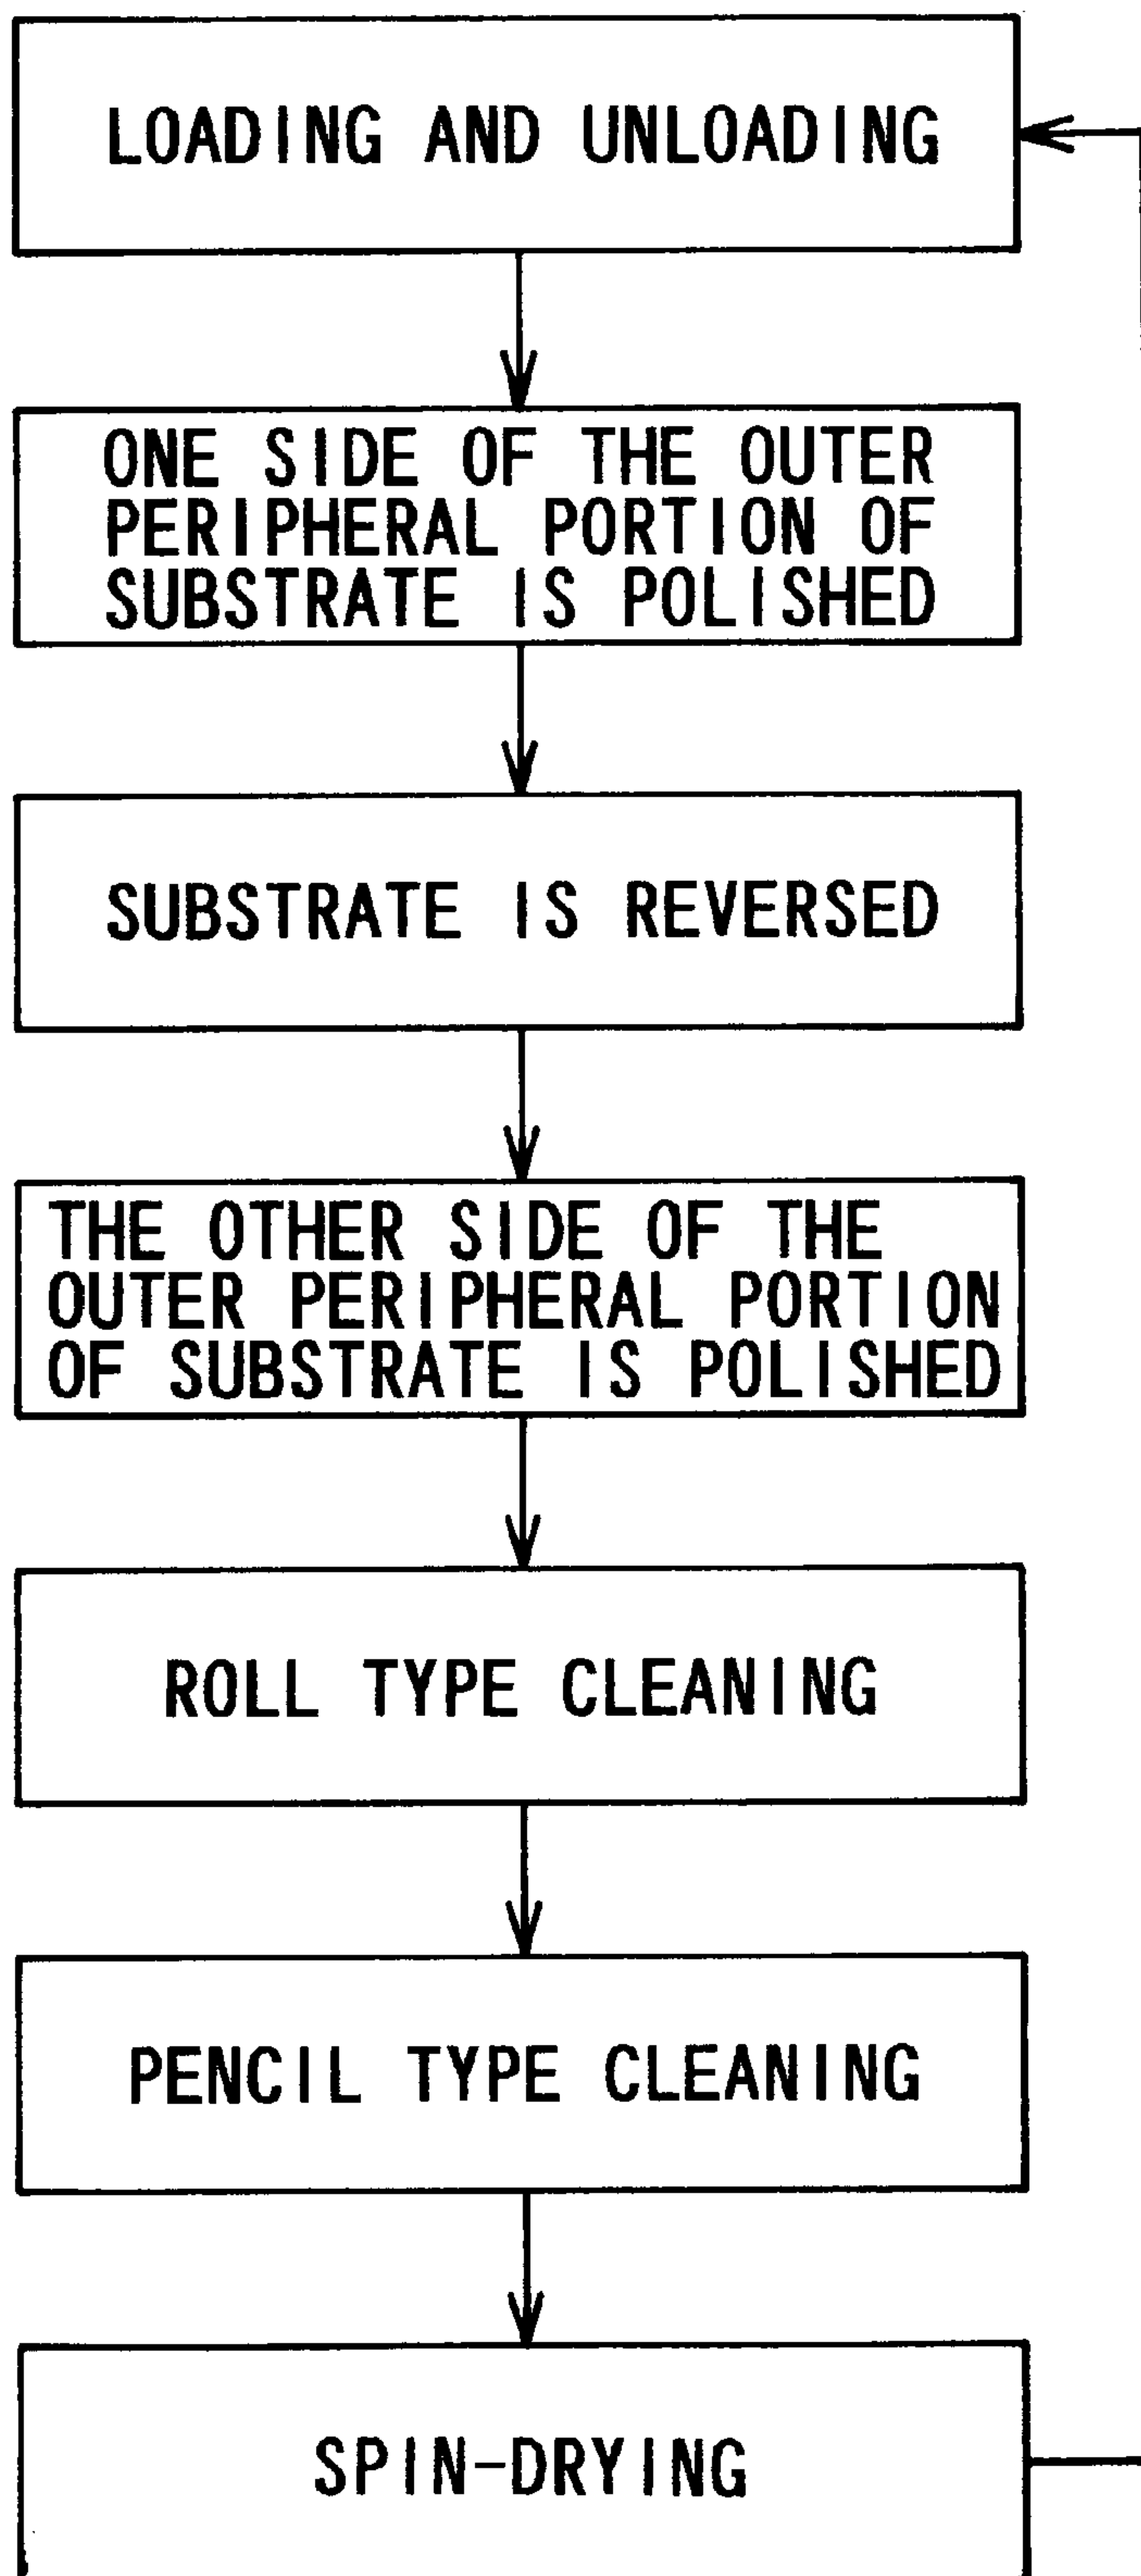 LOADING AND UNLOADING
ONE SIDE OF THE OUTER
PERIPHERAL PORTION OF
SUBSTRATE IS POLISHED
SUBSTRATE IS REVERSED
THE OTHER SIDE OF THE
OUTER PERIPHERAL PORTION
OF SUBSTRATE IS POLISHED
ROLL TYPE CLEANING
PENCIL TYPE CLEANING
SPIN-DRYING